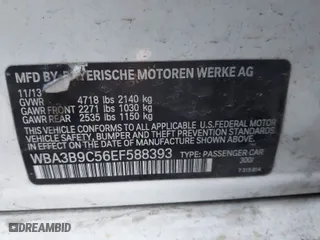 MFD. BY BAYERISCHE MOTOREN WERKE AG
11/13
GVWR 4718 lbs 2140 kg
GAWR FRONT 2271 lbs 1030 kg
GAWR REAR 2535 lbs 1150 kg
THIS VEHICLE CONFORMS TO ALL APPLICABLE
U.S. FEDERAL MOTOR
VEHICLE SAFETY, BUMPER, AND
THEFT PREVENTION STANDARDS
IN EFFECT ON THE DATE OF
MANUFACTURE SHOWN ABOVE.
WBA3B9C56EF588393 TYPE: PASSENGER CAR